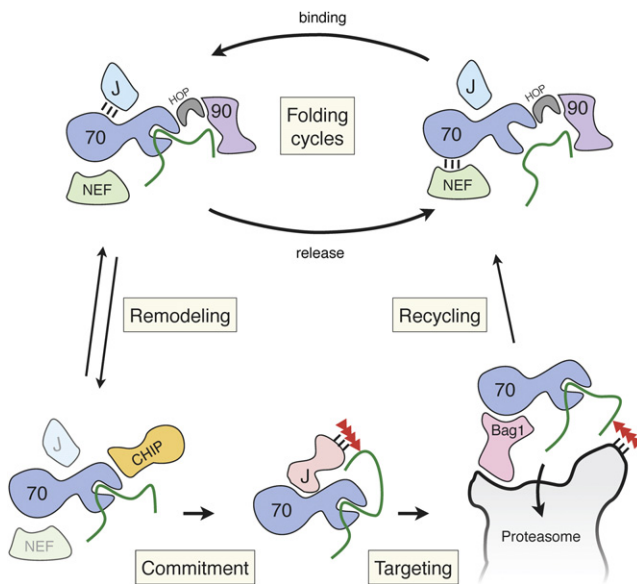 binding
J
HOP
90
70
NEF
Folding
cycles
J
HOP
90
70
NEF
release
Remodeling
Recycling
J
CHIP
70
NEF
Commitment
J
70
Targeting
70
Bag1
Proteasome